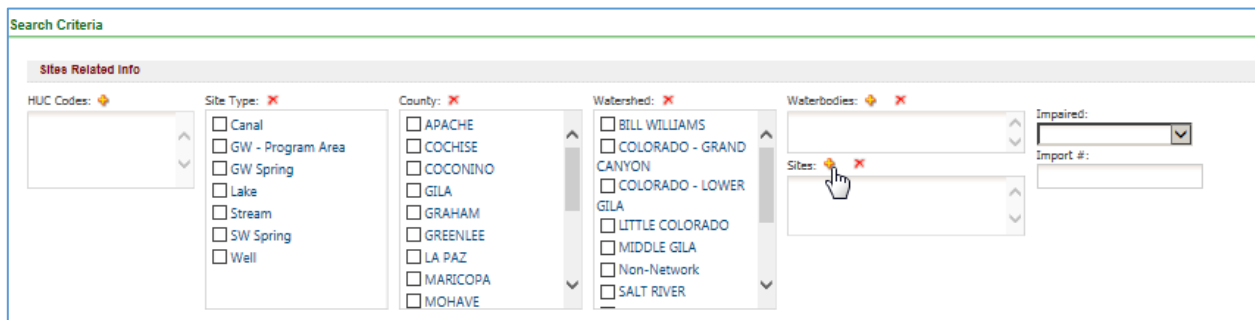 Search Criteria
Sites Related Info
HUC Codes:
Site Type:
Canal
GW - Program Area
GW Spring
Lake
Stream
SW Spring
Well
County:
APACHE
COCHISE
COCONINO
GILA
GRAHAM
GREENLEE
LA PAZ
MARICOPA
MOHAVE
Watershed:
BILL WILLIAMS
COLORADO - GRAND
CANYON
COLORADO - LOWER
GILA
LITTLE COLORADO
MIDDLE GILA
Non-Network
SALT RIVER
Waterbodies:
Sites:
Impaired:
Import #: